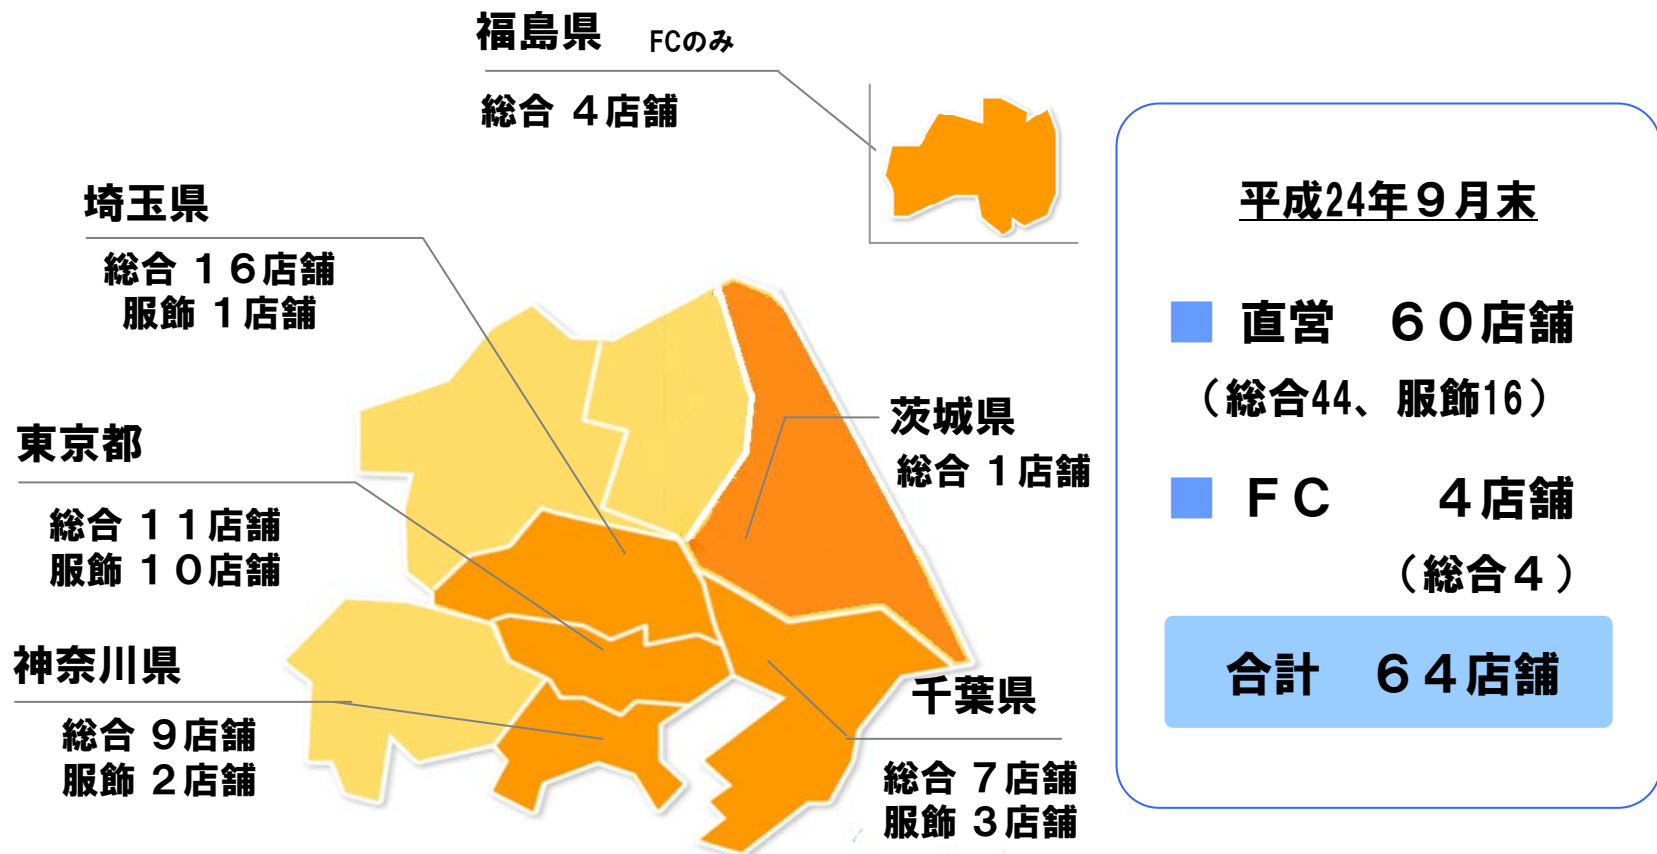 福島県 FCのみ
総合 4店舗
埼玉県
総合 16店舗
服飾 1店舗
東京都
総合 11店舗
服飾 10店舗
神奈川県
総合 9店舗
服飾 2店舗
茨城県
総合 1店舗
千葉県
総合 7店舗
服飾 3店舗
平成24年9月末
直営 60店舗
(総合44、服飾16)
FC 4店舗
(総合4)
合計 64店舗